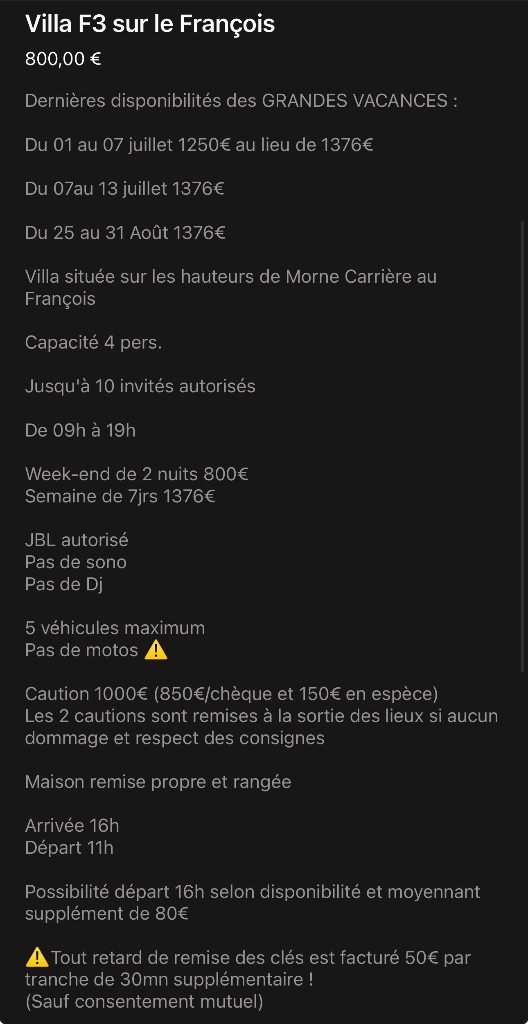 Villa F3 sur le François
800,00 €
Dernières disponibilités des GRANDES VACANCES :
Du 01 au 07 juillet 1250€ au lieu de 1376€
Du 07au 13 juillet 1376€
Du 25 au 31 Août 1376€
Villa située sur les hauteurs de Morne Carrière au
François
Capacité 4 pers.
Jusqu'à 10 invités autorisés
De 09h à 19h
Week-end de 2 nuits 800€
Semaine de 7jrs 1376€
JBL autorisé
Pas de sono
Pas de Dj
5 véhicules maximum
Pas de motos ⚠️
Caution 1000€ (850€/chèque et 150€ en espèce)
Les 2 cautions sont remises à la sortie des lieux si aucun
dommage et respect des consignes
Maison remise propre et rangée
Arrivée 16h
Départ 11h
Possibilité départ 16h selon disponibilité et moyennant
supplément de 80€
⚠️Tout retard de remise des clés est facturé 50€ par
tranche de 30mn supplémentaire !
(Sauf consentement mutuel)